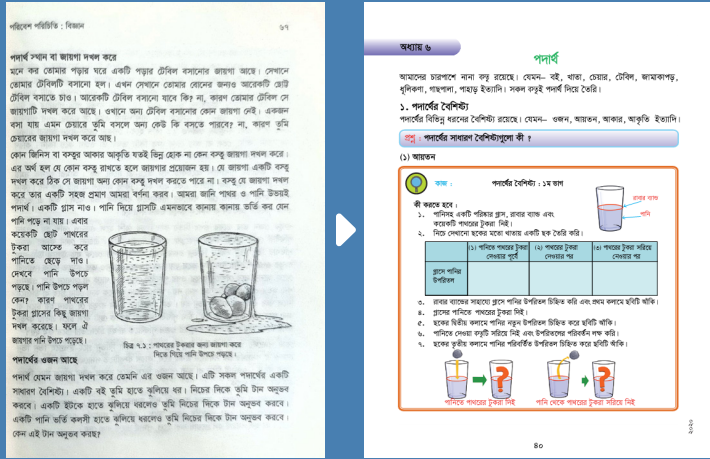 পরিবেশ পরিচিতি : বিজ্ঞান
৬৭
পদার্থ স্থান বা জায়গা দখল করে
মনে কর তোমার পড়ার ঘরে একটি পড়ার টেবিল বসানোর জায়গা আছে। সেখানে
তোমার টেবিলটি বসানো হল। এখন সেখানে তোমার বোনের জন্যও আরেকটি ছোট
টেবিল বসাতে চাও। আরেকটি টেবিল বসানো যাবে কি? না, কারণ তোমার টেবিল সে
জায়গাটি দখল করে আছে। ওখানে অন্য টেবিল বসানোর কোন জায়গা নেই। একজন
বসা যায় এমন চেয়ারে তুমি বসলে অন্য কেউ কি বসতে পারবে? না, কারণ তুমি
চেয়ারের জায়গা দখল করে আছ।
কোন জিনিস বা বস্তুর আকার আকৃতি যতই ভিন্ন হোক না কেন বস্তু জায়গা দখল করে।
এর অর্থ হল যে কোন বস্তু রাখতে হলে জায়গার প্রয়োজন হয়। যে জায়গা একটি বস্তু
দখল করে ঠিক সে জায়গা অন্য কোন বস্তু দখল করতে পারে না। বস্তু যে জায়গা দখল
করে তার একটি সহজ প্রমাণ আমরা বর্ণনা করব। আমরা জানি পাথর ও পানি উভয়ই
পদার্থ। একটি গ্লাস নাও। পানি দিয়ে গ্লাসটি এমনভাবে কানায় কানায় ভর্তি কর যেন
পানি পড়ে না যায়। এবার
কয়েকটি ছোট পাথরের
টুকরা আস্তে করে
পানিতে ছেড়ে দাও।
দেখবে পানি উপচে
পড়ছে। পানি উপচে পড়ল
কেন? কারণ পাথরের
টুকরা গ্লাসের কিছু জায়গা
দখল করেছে। ফলে ঐ
জায়গার পানি উপচে পড়েছে।
চিত্র ৭.১ : পাথরের টুকরার জন্য জায়গা করে
দিতে গিয়ে পানি উপচে পড়ছে।
পদার্থের ওজন আছে
পদার্থ যেমন জায়গা দখল করে তেমনি এর ওজন আছে। এটি সকল পদার্থের একটি
সাধারণ বৈশিষ্ট্য। একটি বই তুমি হাতে ঝুলিয়ে ধর। নিচের দিকে তুমি টান অনুভব
করবে। একটি ইটকে হাতে ঝুলিয়ে ধরলেও তুমি নিচের দিকে টান অনুভব করবে।
একটি পানি ভর্তি কলসী হাতে ঝুলিয়ে ধরলেও তুমি নিচের দিকে টান অনুভব করবে।
কেন এই টান অনুভব করছ?
অধ্যায় ৬
পদার্থ
আমাদের চারপাশে নানা বস্তু রয়েছে। যেমন– বই, খাতা, চেয়ার, টেবিল, জামাকাপড়,
ধূলিকণা, গাছপালা, পাহাড় ইত্যাদি। সকল বস্তুই পদার্থ দিয়ে তৈরি।
১. পদার্থের বৈশিষ্ট্য
পদার্থের বিভিন্ন ধরনের বৈশিষ্ট্য রয়েছে। যেমন– ওজন, আয়তন, আকার, আকৃতি ইত্যাদি।
প্রশ্ন : পদার্থের সাধারণ বৈশিষ্ট্যগুলো কী ?
(১) আয়তন
কাজ : পদার্থের বৈশিষ্ট্য : ১ম ভাগ
কী করতে হবে :
১. পানিসহ একটি পরিষ্কার গ্লাস, রাবার ব্যান্ড এবং
কয়েকটি পাথরের টুকরা নিই।
২. নিচে দেখানো ছকের মতো খাতায় একটি ছক তৈরি করি।
রাবার ব্যান্ড
পানি
(১) পানিতে পাথরের টুকরা নেওয়ার পূর্বে
(২) পাথরের টুকরা নেওয়ার পর
(৩) পাথরের টুকরা সরিয়ে নেওয়ার পর
গ্লাসে পানির উপরিতল
৩. রাবার ব্যান্ডের সাহায্যে গ্লাসে পানির উপরিতল চিহ্নিত করি এবং প্রথম কলামে ছবিটি আঁকি।
৪. গ্লাসের পানিতে পাথরের টুকরা দিই।
৫. ছকের দ্বিতীয় কলামে পানির নতুন উপরিতল চিহ্নিত করে ছবিটি আঁকি।
৬. পানিতে দেওয়া বস্তুটি সরিয়ে নিই এবং উপরিতলের পরিবর্তন লক্ষ করি।
৭. ছকের তৃতীয় কলামে পানির পরিবর্তিত উপরিতল চিহ্নিত করে ছবিটি আঁকি।
?
?
পানিতে পাথরের টুকরা দিই
পানি থেকে পাথরের টুকরা সরিয়ে নিই
৪০
২০২০